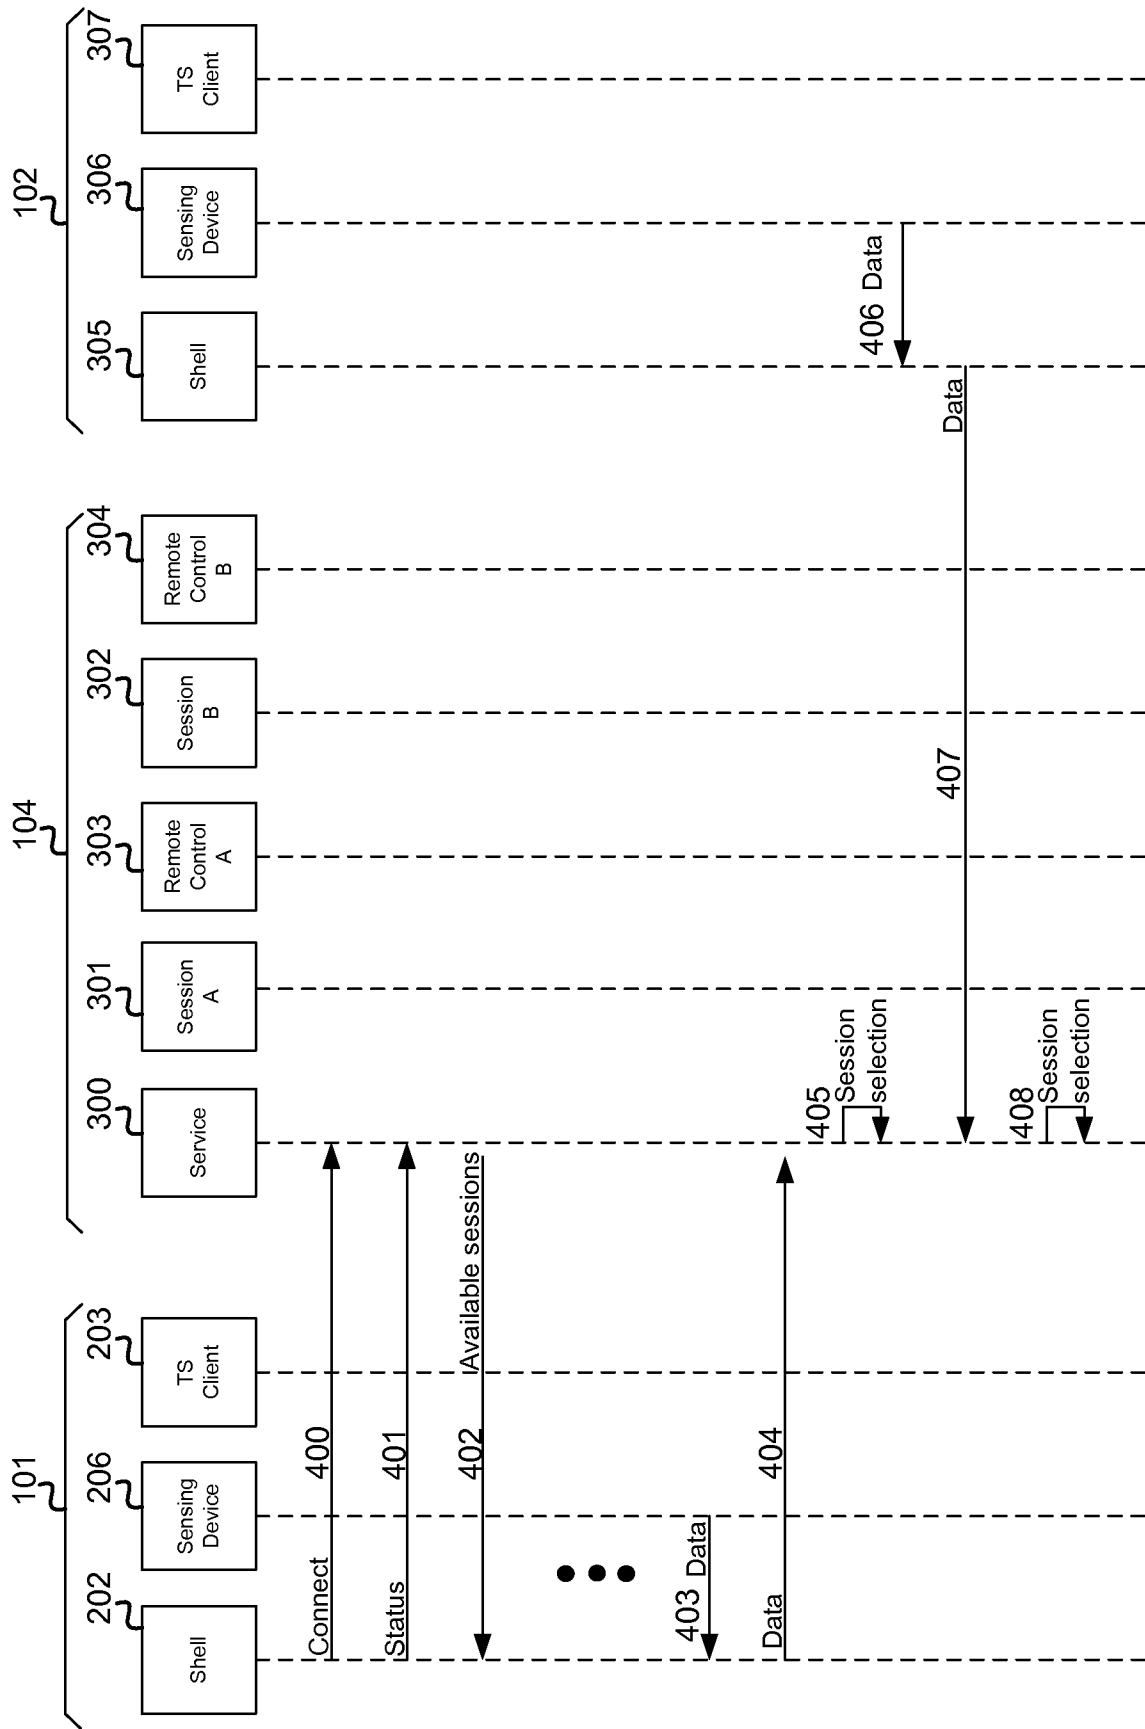 101
104
102
202
206
203
300
301
303
302
304
305
306
307
Shell
Sensing
Device
TS
Client
Service
Session
A
Remote
Control
A
Session
B
Remote
Control
B
Shell
Sensing
Device
TS
Client
Connect
400
Status
401
402
Available sessions
403 Data
Data
404
405
Session
selection
406 Data
407
Data
408
Session
selection